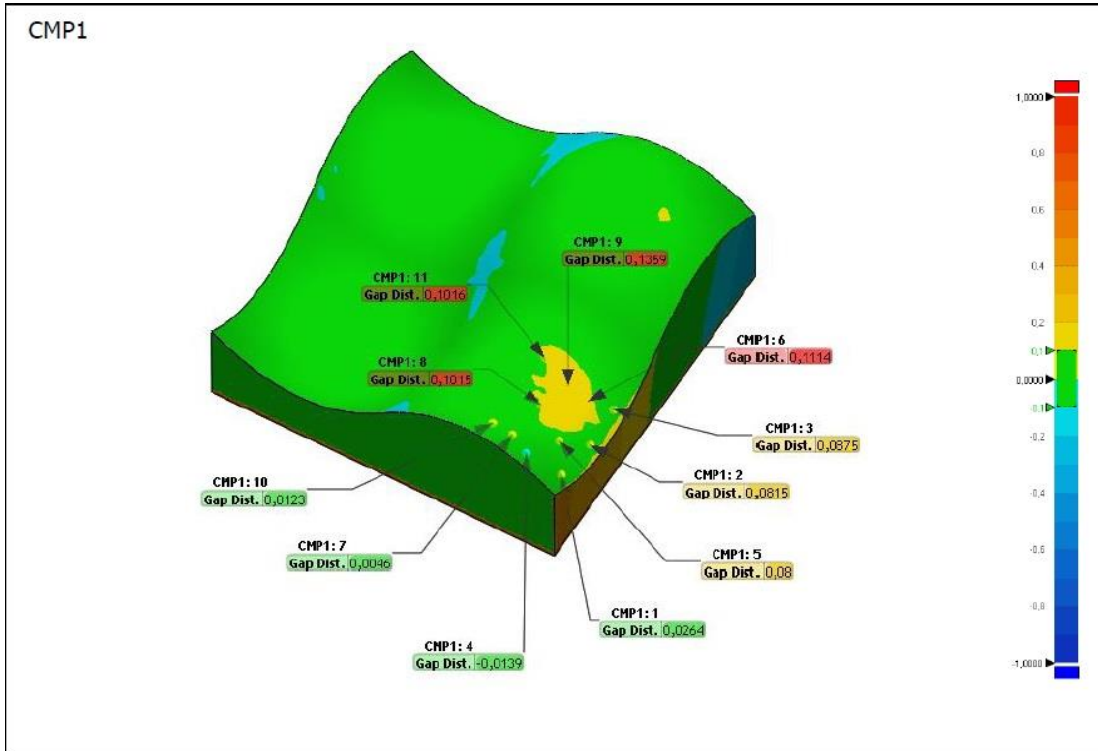 CMP1
CMP1: 9
Gap Dist. 0,1359
CMP1: 11
Gap Dist. 0,1016
CMP1: 6
Gap Dist. 0,1114
CMP1: 8
Gap Dist. 0,1015
CMP1: 3
Gap Dist. 0,0875
CMP1: 2
Gap Dist. 0,0815
CMP1: 10
Gap Dist. 0,0123
CMP1: 7
Gap Dist. 0,0046
CMP1: 5
Gap Dist. 0,08
CMP1: 1
Gap Dist. 0,0264
CMP1: 4
Gap Dist. -0,0139
1,0000
0,8
0,6
0,4
0,2
0,1
0,0000
-0,1
-0,2
-0,4
-0,6
-0,8
-1,0000